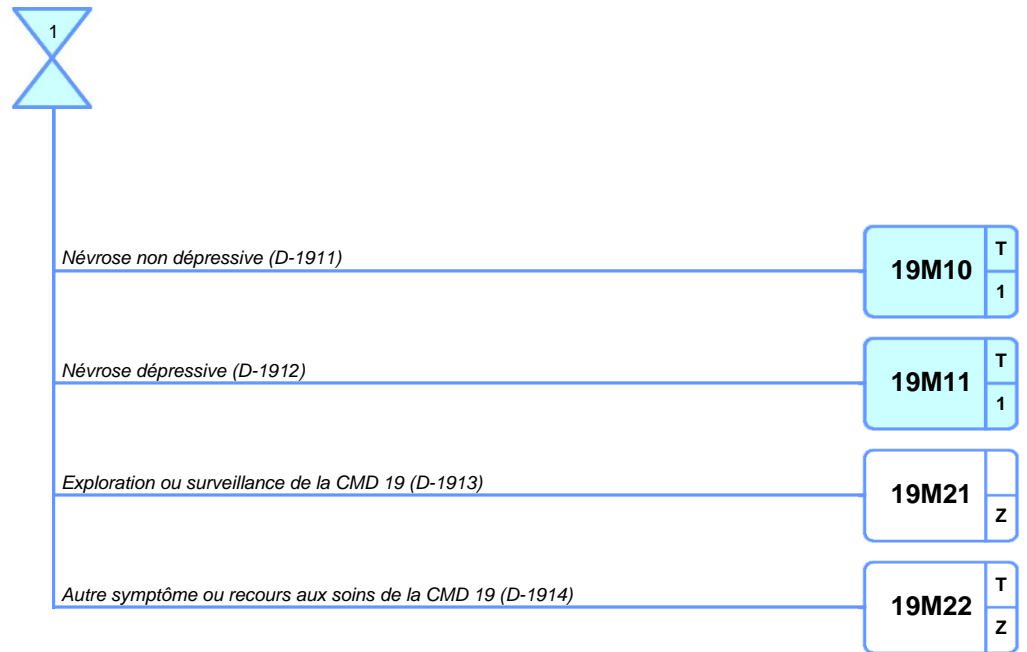 1
Névrose non dépressive (D-1911)
19M10
T
1
Névrose dépressive (D-1912)
19M11
T
1
Exploration ou surveillance de la CMD 19 (D-1913)
19M21
Z
Autre symptôme ou recours aux soins de la CMD 19 (D-1914)
19M22
T
Z